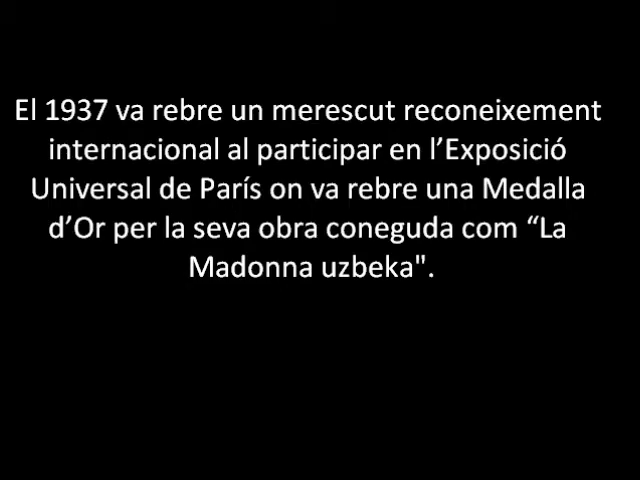 El 1937 va rebre un merescut reconeixement
internacional al participar en l’Exposició
Universal de París on va rebre una Medalla
d’Or per la seva obra coneguda com “La
Madonna uzbeka".